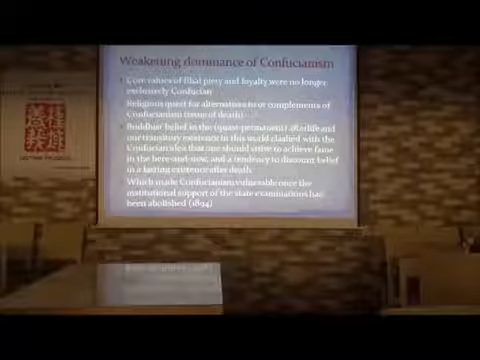 Weakening dominance of Confucianism
Core values of filial piety and loyalty were no longer
exclusively Confucian
Religious quest for alternatives to or complements of
Confucianism (issue of death)
Buddhist belief in the (quasi-permanent) afterlife and
our transitory existence in this world clashed with the
Confucian idea that one should strive to achieve fame
in the here-and-now, and a tendency to discount belief
in a lasting existence after death.
Which made Confucianism vulnerable once the
institutional support of the state examinations has
been abolished (1894)